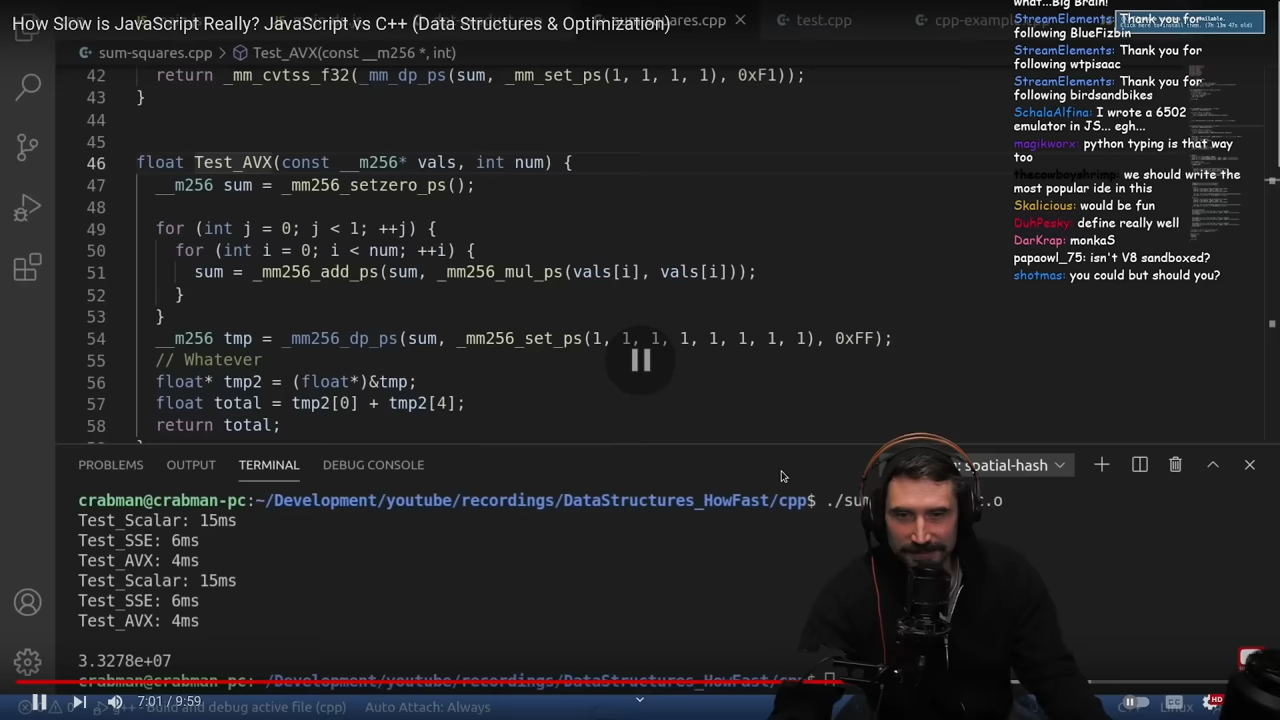 How Slow is JavaScript Really? JavaScript vs C++ (Data Structures & Optimization)
sum-squares.cpp
test.cpp
sum-squares.cpp > Test_AVX(const __m256 *, int)
42 return _mm_cvtss_f32(_mm_dp_ps(sum, _mm_set_ps(1, 1, 1, 1), 0xF1));
43 }
44
45
46 float Test_AVX(const __m256* vals, int num) {
47 __m256 sum = _mm256_setzero_ps();
48
49 for (int j = 0; j < 1; ++j) {
50 for (int i = 0; i < num; ++i) {
51 sum = _mm256_add_ps(sum, _mm256_mul_ps(vals[i], vals[i]));
52 }
53 }
54 __m256 tmp = _mm256_dp_ps(sum, _mm256_set_ps(1, 1, 1, 1, 1, 1, 1, 1), 0xFF);
55 // Whatever
56 float* tmp2 = (float*)&tmp;
57 float total = tmp2[0] + tmp2[4];
58 return total;
what...Big Brain!
StreamElements: Thank you for
following BlueFizbin
StreamElements: Thank you for
following wtpisaac
StreamElements: Thank you for
following birdsandbikes
SchalaAlfina: I wrote a 6502
emulator in JS... egh...
magikworx: python typing is that way
too
thecowboyshrimp: we should write the
most popular ide in this
Skalicious: would be fun
DuhPesky: define really well
DarKrap: monkaS
papaowl_75: isn't V8 sandboxed?
shotmas: you could but should you?
PROBLEMS OUTPUT TERMINAL DEBUG CONSOLE
spatial-hash
crabman@crabman-pc:~/Development/youtube/recordings/DataStructures_HowFast/cpp$
Test_Scalar: 15ms
Test_SSE: 6ms
Test_AVX: 4ms
Test_Scalar: 15ms
Test_SSE: 6ms
Test_AVX: 4ms
3.3278e+07
crabman@crabman-pc:~/Development/youtube/recordings/DataStructures_HowFast/cpp$
7:01 / 9:59
Build and debug active file (cpp)
Auto Attach: Always
Linux
HD